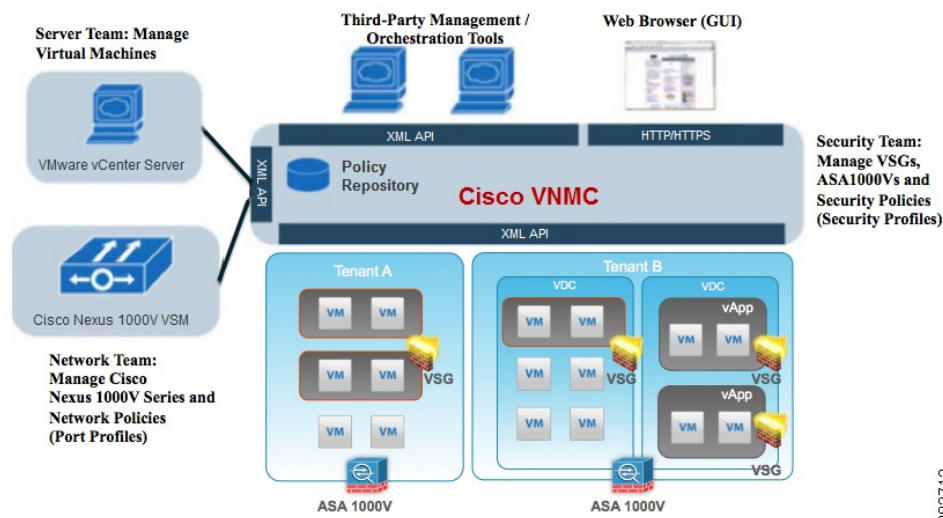 Server Team: Manage
Virtual Machines
Third-Party Management /
Orchestration Tools
Web Browser (GUI)
VMware vCenter Server
XML API
HTTP/HTTPS
XML API
Policy
Repository
Cisco VNMC
XML API
Security Team:
Manage VSGs,
ASA1000Vs and
Security Policies
(Security Profiles)
Cisco Nexus 1000V VSM
Network Team:
Manage Cisco
Nexus 1000V Series and
Network Policies
(Port Profiles)
Tenant A
VM VM
VM VM
VSG
VM VM
ASA 1000V
Tenant B
VDC
VM VM
VSG
VM VM
VM VM
VDC
vApp
VM VM
VSG
vApp
VM VM
VSG
ASA 1000V